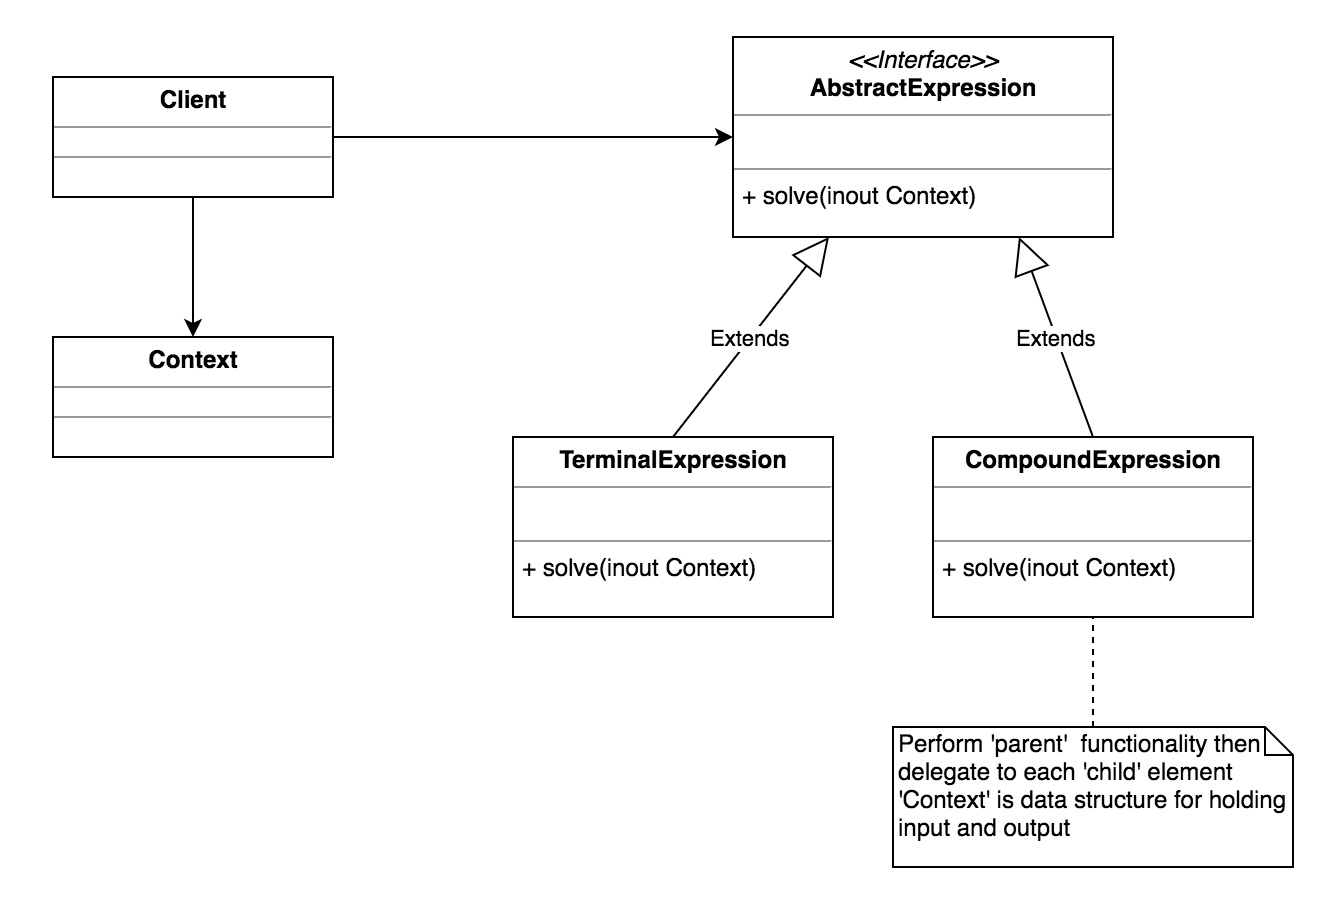 Client
<<Interface>>
AbstractExpression
+ solve(inout Context)
Context
Extends
Extends
TerminalExpression
+ solve(inout Context)
CompoundExpression
+ solve(inout Context)
Perform 'parent'  functionality then
delegate to each 'child' element
'Context' is data structure for holding
input and output